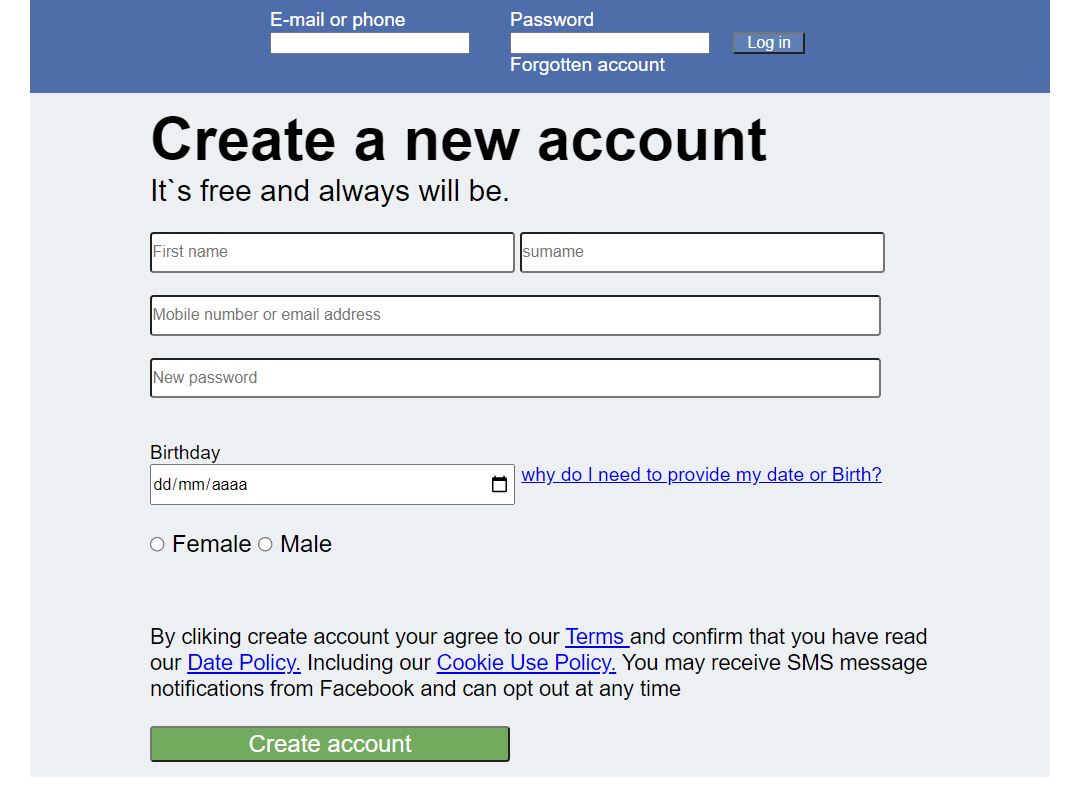 E-mail or phone Password
Log in
Forgotten account
Create a new account
It`s free and always will be.
First name sumame
Mobile number or email address
New password
Birthday
dd/mm/aaaa why do I need to provide my date or Birth?
Female Male
By cliking create account your agree to our Terms and confirm that you have read
our Date Policy. Including our Cookie Use Policy. You may receive SMS message
notifications from Facebook and can opt out at any time
Create account